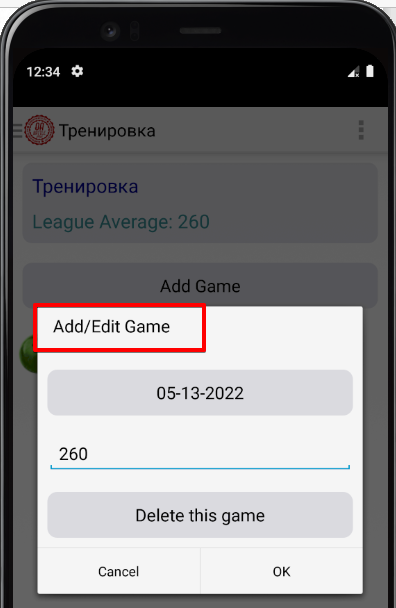 12:34
Тренировка
Тренировка
League Average: 260
Add Game
Add/Edit Game
05-13-2022
260
Delete this game
Cancel
OK